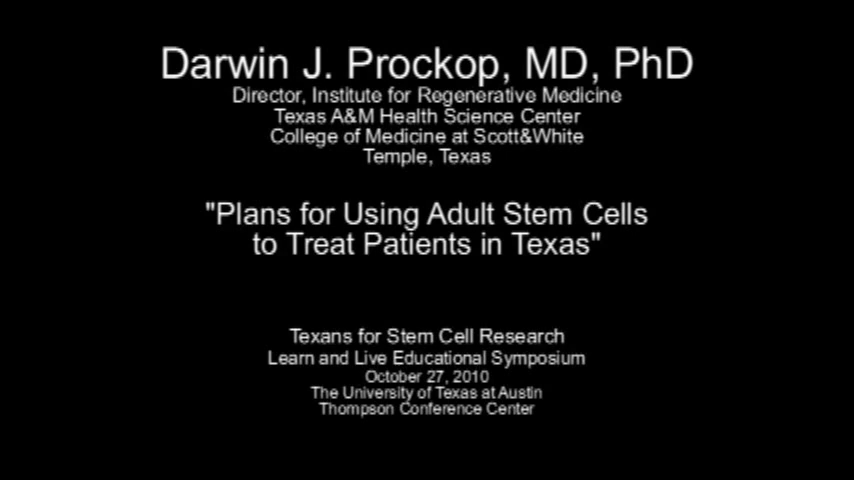 Darwin J. Prockop, MD, PhD
Director, Institute for Regenerative Medicine
Texas A&M Health Science Center
College of Medicine at Scott&White
Temple, Texas
"Plans for Using Adult Stem Cells
to Treat Patients in Texas"
Texans for Stem Cell Research
Learn and Live Educational Symposium
October 27, 2010
The University of Texas at Austin
Thompson Conference Center